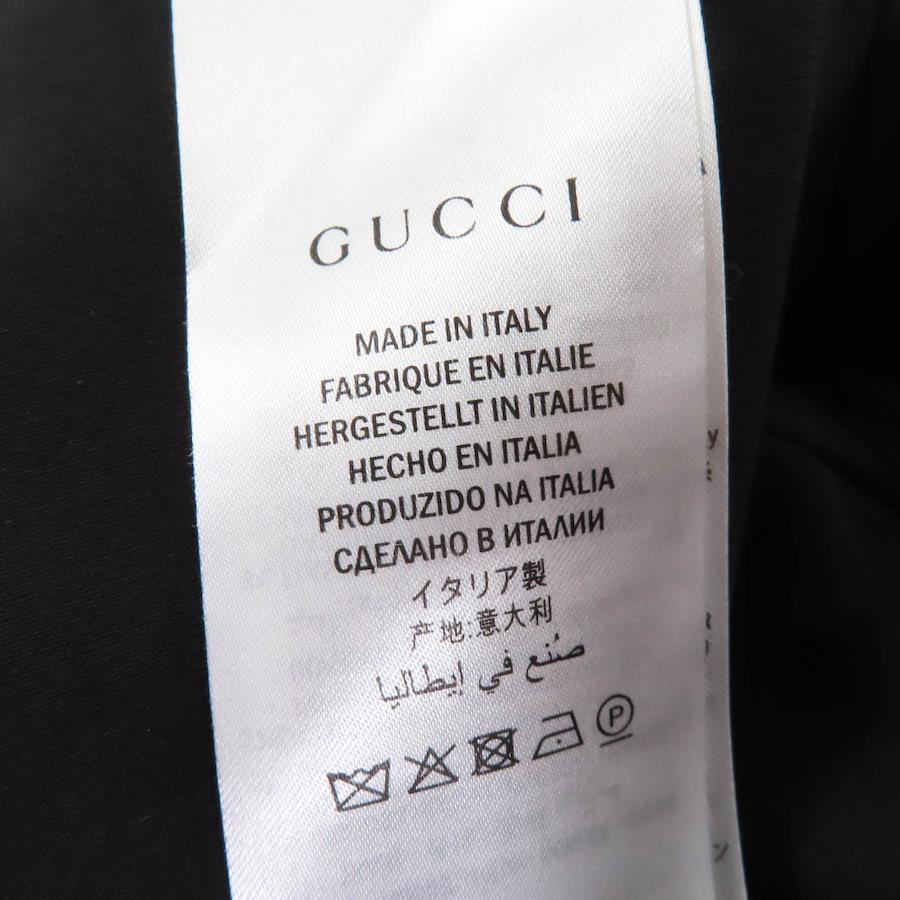 GUCCI
MADE IN ITALY
FABRIQUE EN ITALIE
HERGESTELLT IN ITALIEN
HECHO EN ITALIA
PRODUZIDO NA ITALIA
СДЕЛАНО В ИТАЛИИ
イタリア製
产地:意大利
صُنع في إيطاليا
P